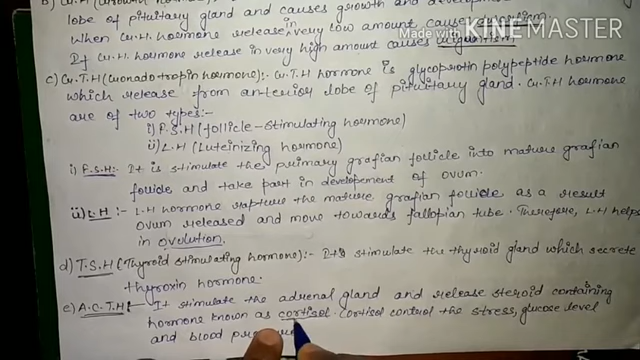 lobe of pituitary gland and causes growth and
When G.H. hormone release in very low amount causes
If G.H. hormone release in very high amount causes
Made with KINEMASTER
c) G.T.H (Gonadotropin hormone):- G.T.H hormone is glycoprotin polypeptide hormone
which release from anterior lobe of pituitary gland. G.T.H hormone
are of two types:-
i) F.S.H (follicle-stimulating hormone)
ii) L.H (Luteinizing hormone)
i) F.S.H:- It is stimulate the primary grafian follicle into mature grafian
follicle and take part in developement of ovum.
ii) L.H :- L.H hormone rapture the mature grafian follicle as a result
ovum released and move towards fallopian tube. Therefore, L.H helps
in ovulation.
d) T.S.H (Thyroid stimulating hormone):- It is stimulate the thyroid gland which secrete
thyroxin hormone.
e) A.C.T.H:- It stimulate the adrenal gland and release steroid containing
hormone known as cortisol. Cortisol control the stress, glucose level
and blood